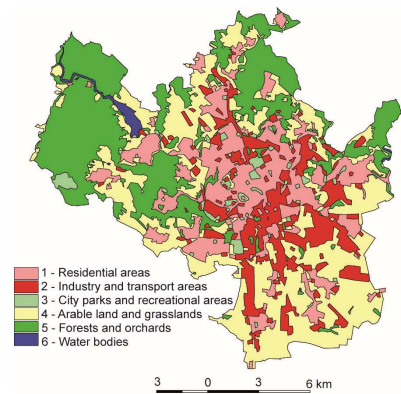 1 - Residential areas
2 - Industry and transport areas
3 - City parks and recreational areas
4 - Arable land and grasslands
5 - Forests and orchards
6 - Water bodies
3 0 3 6 km